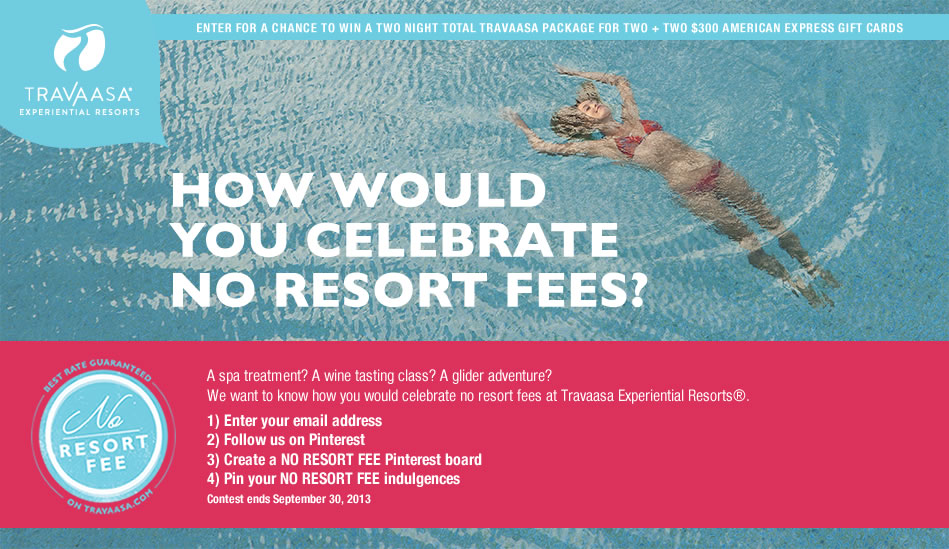 ENTER FOR A CHANCE TO WIN A TWO NIGHT TOTAL TRAVAASA PACKAGE FOR TWO + TWO $300 AMERICAN EXPRESS GIFT CARDS
TRAVAASA®
EXPERIENTIAL RESORTS
HOW WOULD
YOU CELEBRATE
NO RESORT FEES?
BEST RATE GUARANTEED
No
RESORT
FEE
ON TRAVAASA.COM
A spa treatment? A wine tasting class? A glider adventure?
We want to know how you would celebrate no resort fees at Travaasa Experiential Resorts®.
1) Enter your email address
2) Follow us on Pinterest
3) Create a NO RESORT FEE Pinterest board
4) Pin your NO RESORT FEE indulgences
Contest ends September 30, 2013